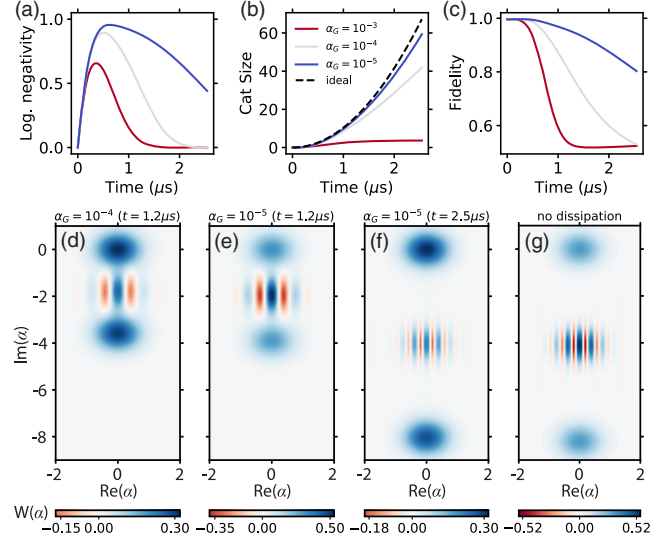 (a) (b) (c)
Log. negativity
1.0
0.5
0.0
0 1 2
Time (μs)
Cat Size
60
40
20
0
α_G = 10⁻³
α_G = 10⁻⁴
α_G = 10⁻⁵
ideal
0 1 2
Time (μs)
Fidelity
1.0
0.8
0.6
0 1 2
Time (μs)
α_G = 10⁻⁴ (t = 1.2μs) α_G = 10⁻⁵ (t = 1.2μs) α_G = 10⁻⁵ (t = 2.5μs) no dissipation
(d) (e) (f) (g)
Im(α)
0
−2
−4
−6
−8
−2 0 2 −2 0 2 −2 0 2 −2 0 2
Re(α) Re(α) Re(α) Re(α)
W(α)
−0.15 0.00 0.30 −0.35 0.00 0.50 −0.18 0.00 0.30 −0.52 0.00 0.52